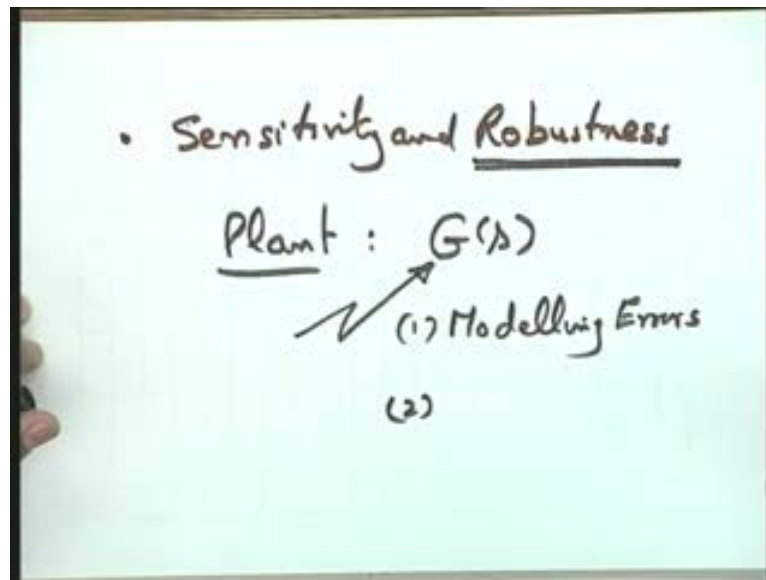 • Sensitivity and Robustness
Plant : G(s)
(1) Modelling Errors
(2)